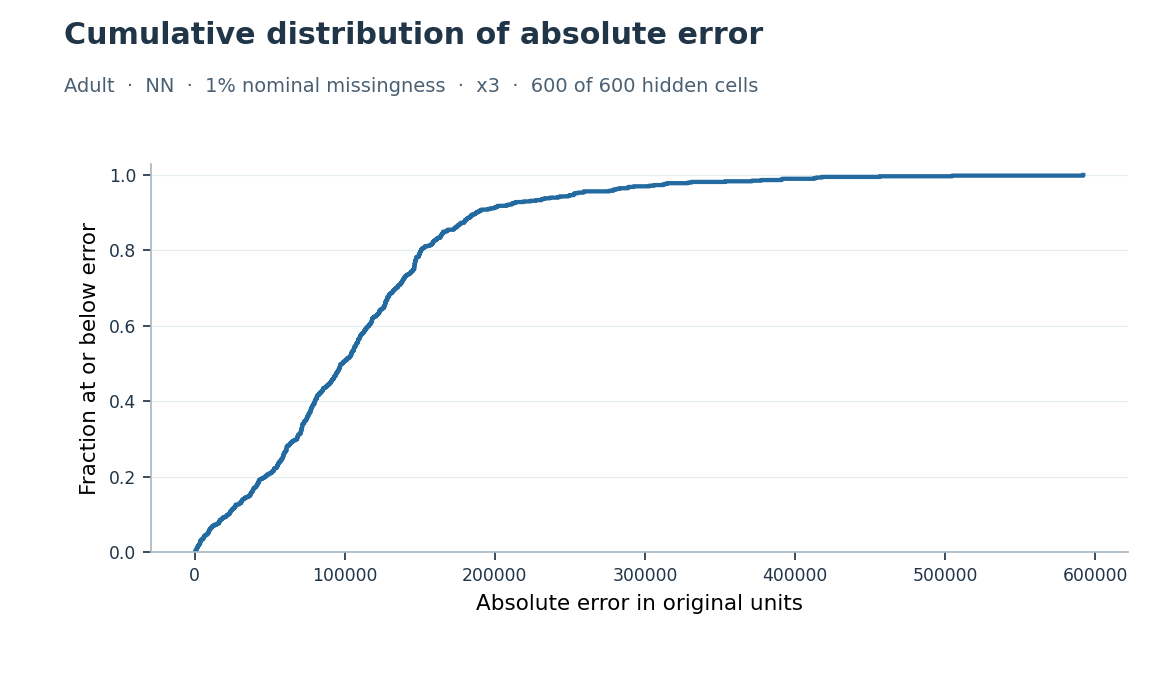 Cumulative distribution of absolute error
Adult · NN · 1% nominal missingness · x3 · 600 of 600 hidden cells
Fraction at or below error
1.0
0.8
0.6
0.4
0.2
0.0
0 100000 200000 300000 400000 500000 600000
Absolute error in original units